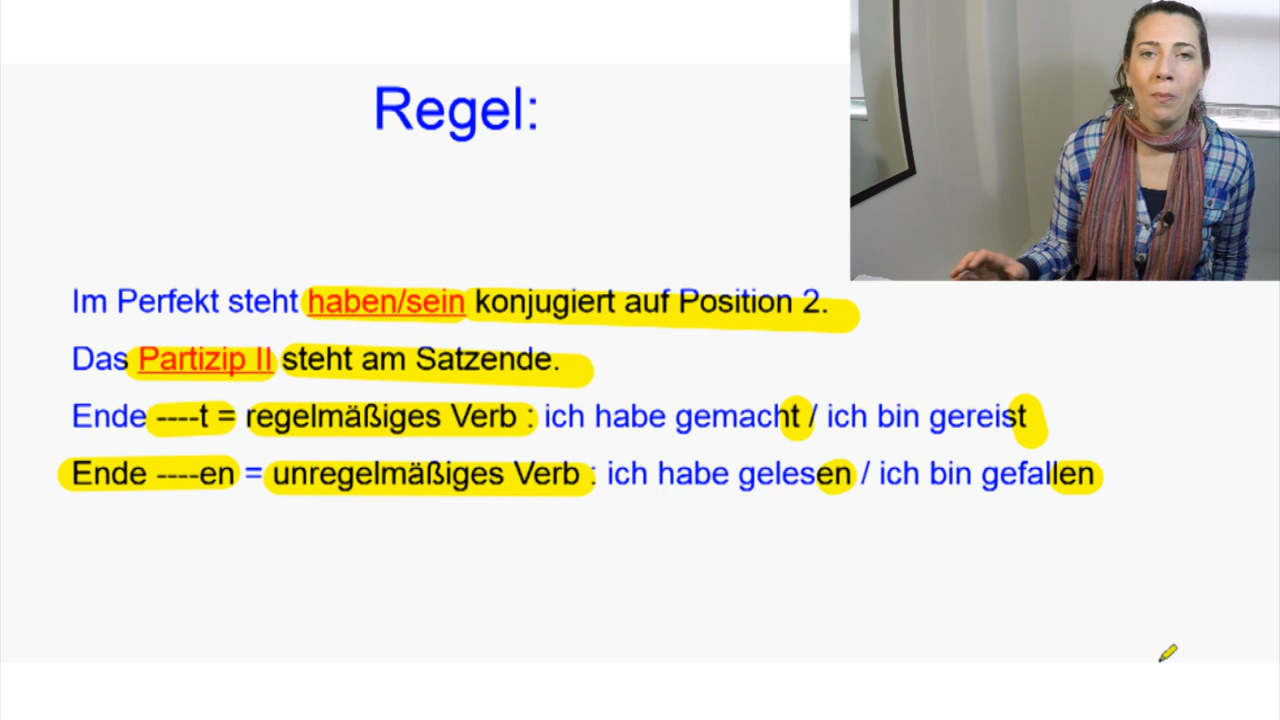 Regel:
Im Perfekt steht haben/sein konjugiert auf Position 2.
Das Partizip II steht am Satzende.
Ende ----t = regelmäßiges Verb : ich habe gemacht / ich bin gereist
Ende ----en = unregelmäßiges Verb : ich habe gelesen / ich bin gefallen